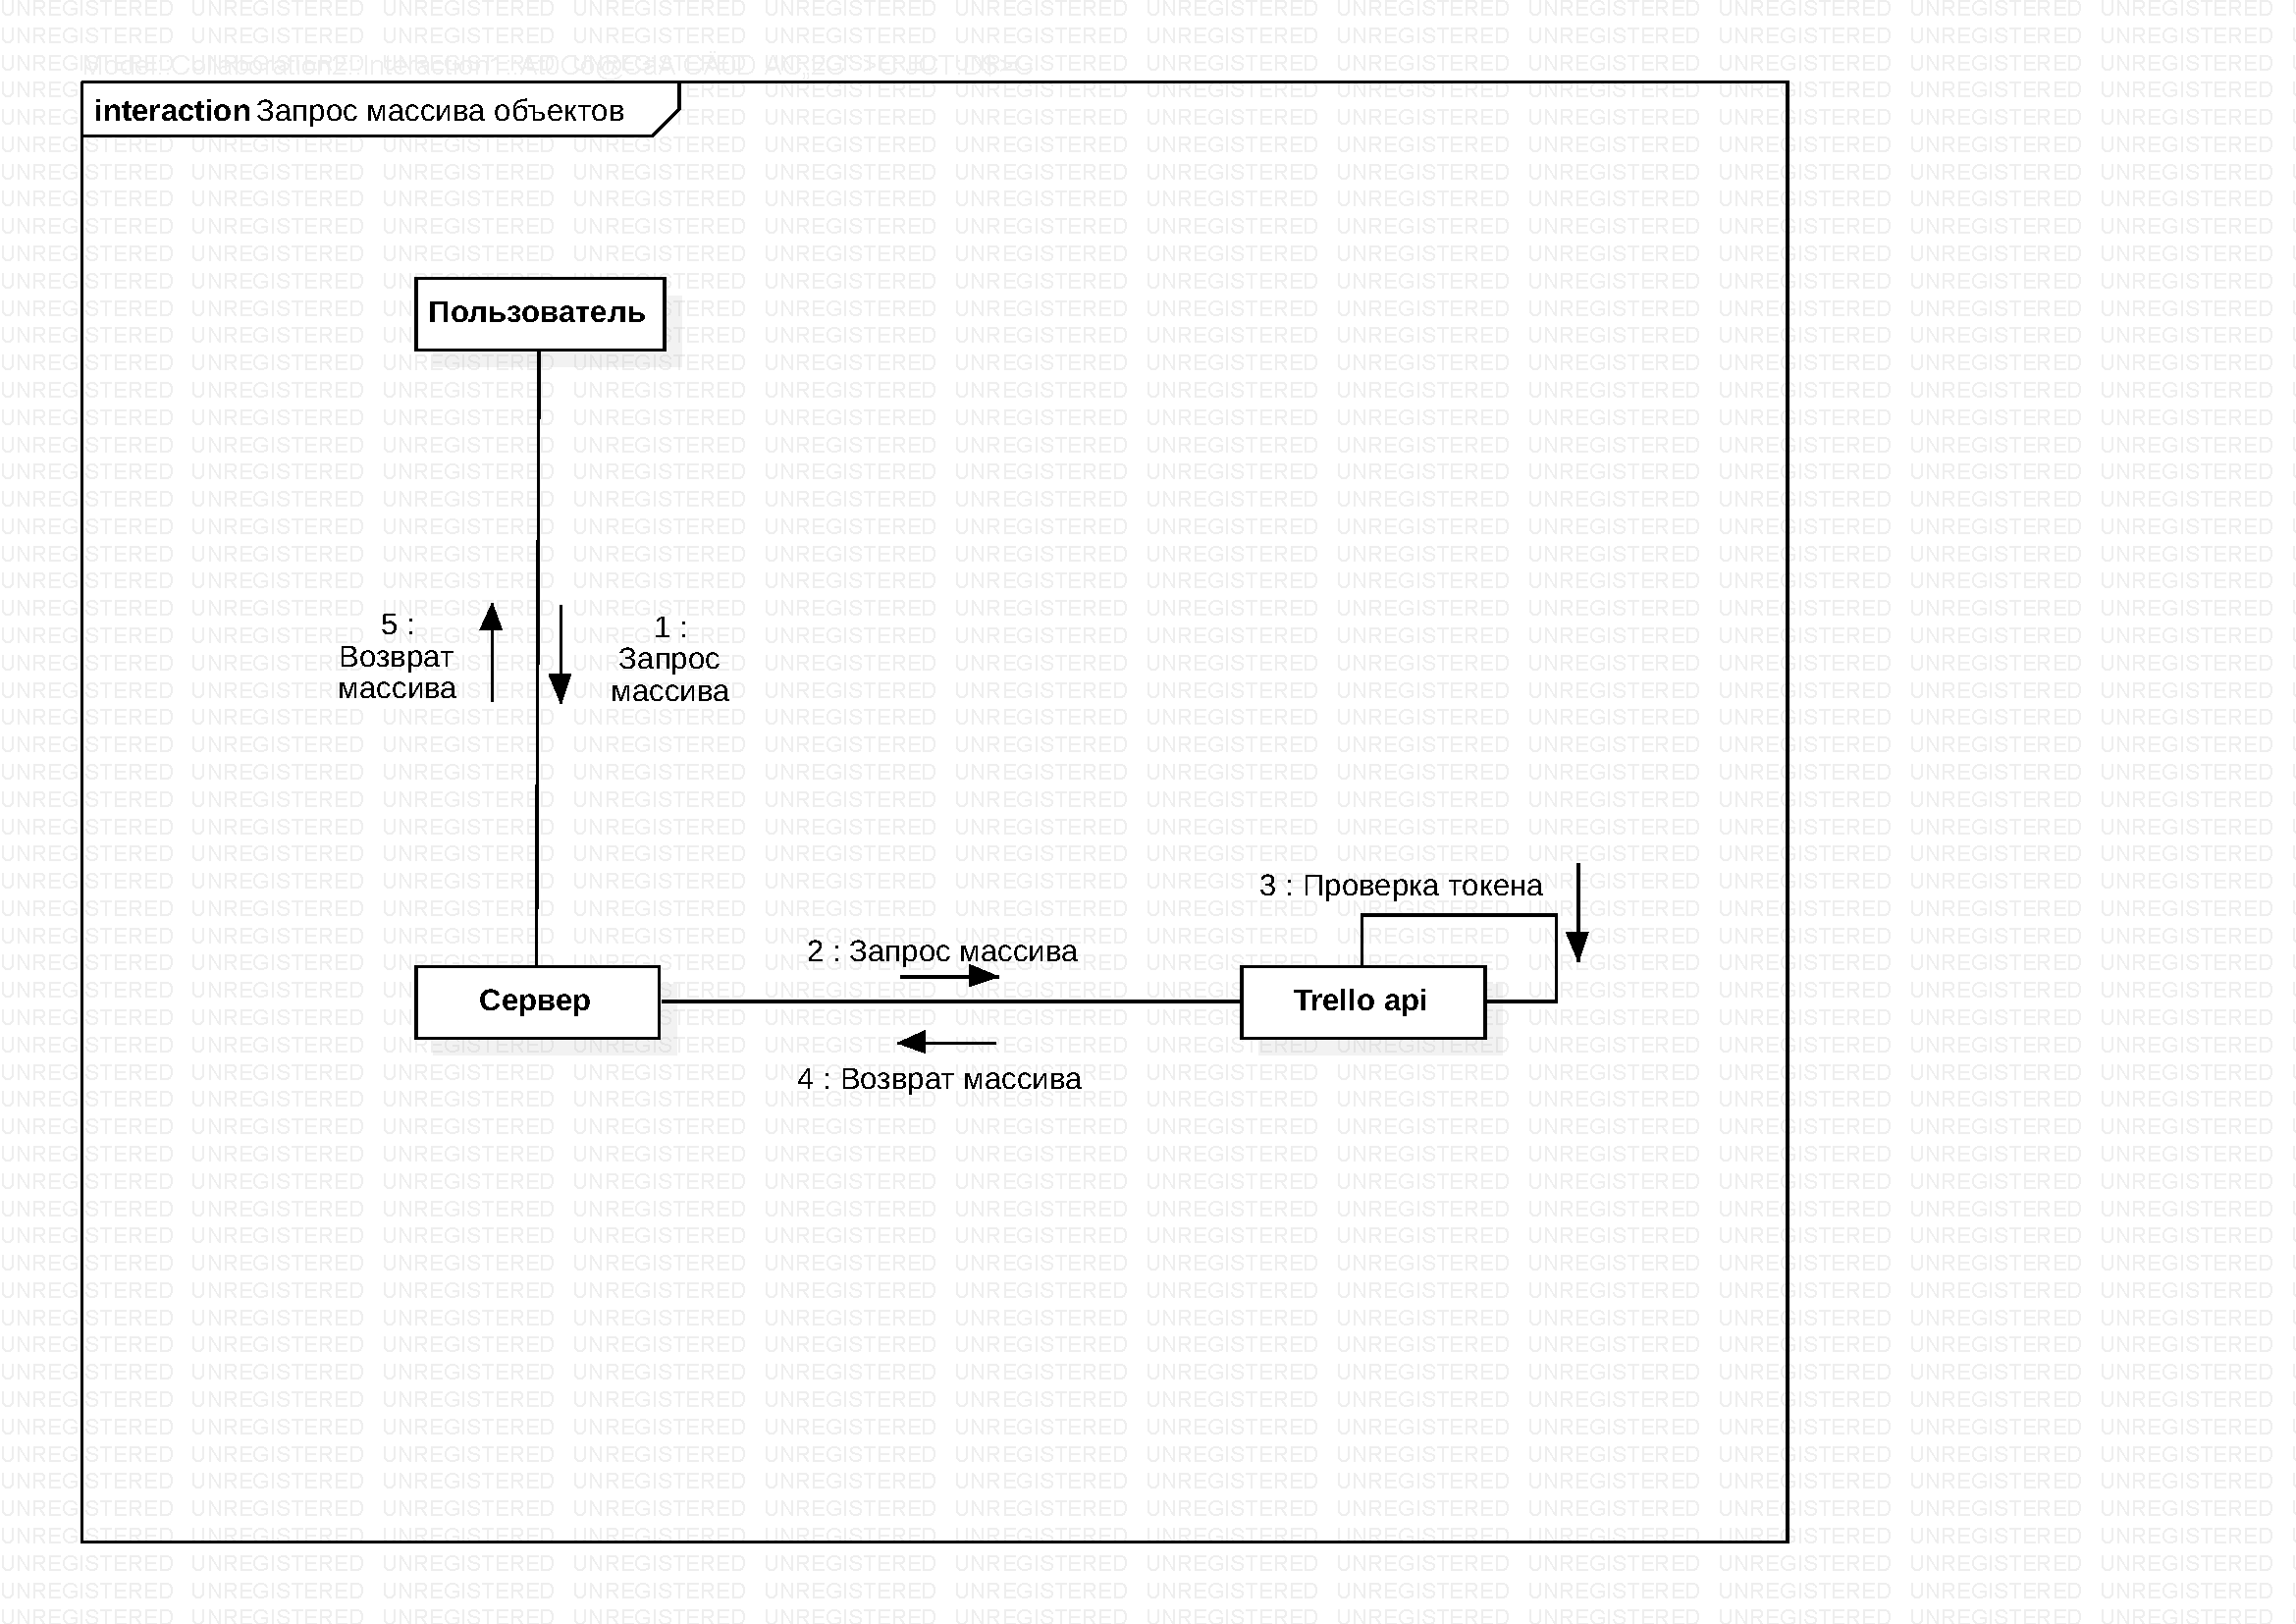 interaction Запрос массива объектов
Пользователь
5 :
Возврат
массива
1 :
Запрос
массива
3 : Проверка токена
2 : Запрос массива
Сервер
Trello api
4 : Возврат массива
UNREGISTERED